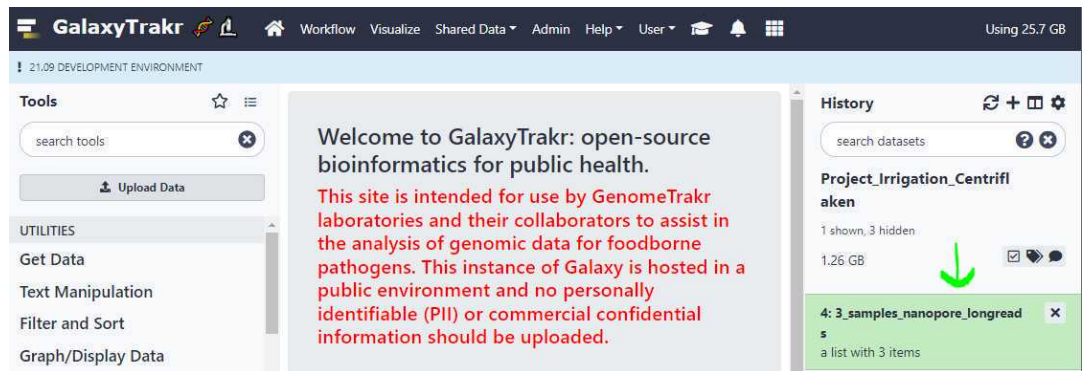 GalaxyTrakr
Workflow Visualize Shared Data Admin Help User
Using 25.7 GB
! 21.09 DEVELOPMENT ENVIRONMENT
Tools
search tools
Upload Data
UTILITIES
Get Data
Text Manipulation
Filter and Sort
Graph/Display Data
Welcome to GalaxyTrakr: open-source
bioinformatics for public health.
This site is intended for use by GenomeTrakr
laboratories and their collaborators to assist in
the analysis of genomic data for foodborne
pathogens. This instance of Galaxy is hosted in a
public environment and no personally
identifiable (PII) or commercial confidential
information should be uploaded.
History
search datasets
Project_Irrigation_Centrifl
aken
1 shown, 3 hidden
1.26 GB
4: 3_samples_nanopore_longread
s
a list with 3 items